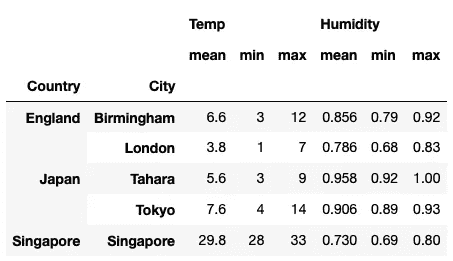 Temp Humidity
mean min max mean min max
Country City
England Birmingham 6.6 3 12 0.856 0.79 0.92
London 3.8 1 7 0.786 0.68 0.83
Japan Tahara 5.6 3 9 0.958 0.92 1.00
Tokyo 7.6 4 14 0.906 0.89 0.93
Singapore Singapore 29.8 28 33 0.730 0.69 0.80